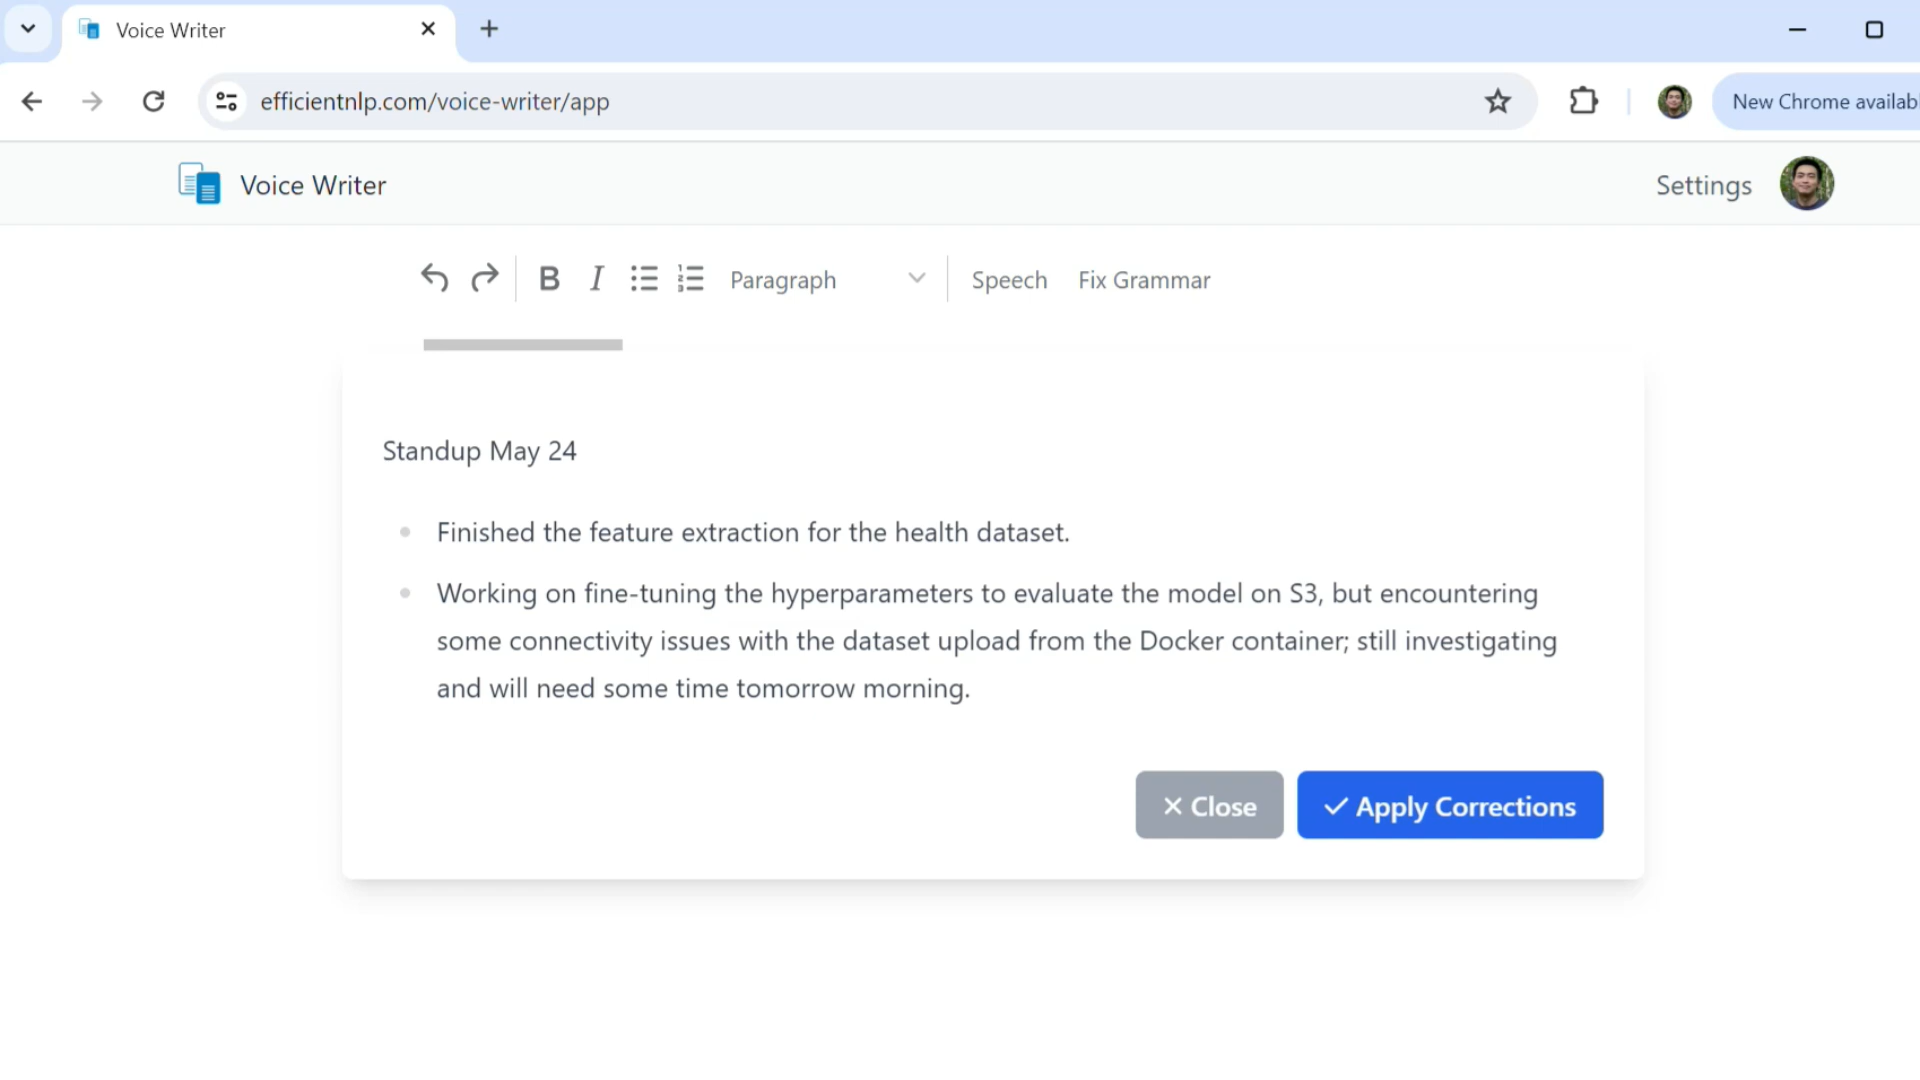 Voice Writer
efficientnlp.com/voice-writer/app
New Chrome availab
Voice Writer
Settings
B I Paragraph Speech Fix Grammar
Standup May 24
Finished the feature extraction for the health dataset.
Working on fine-tuning the hyperparameters to evaluate the model on S3, but encountering
some connectivity issues with the dataset upload from the Docker container; still investigating
and will need some time tomorrow morning.
Close
Apply Corrections